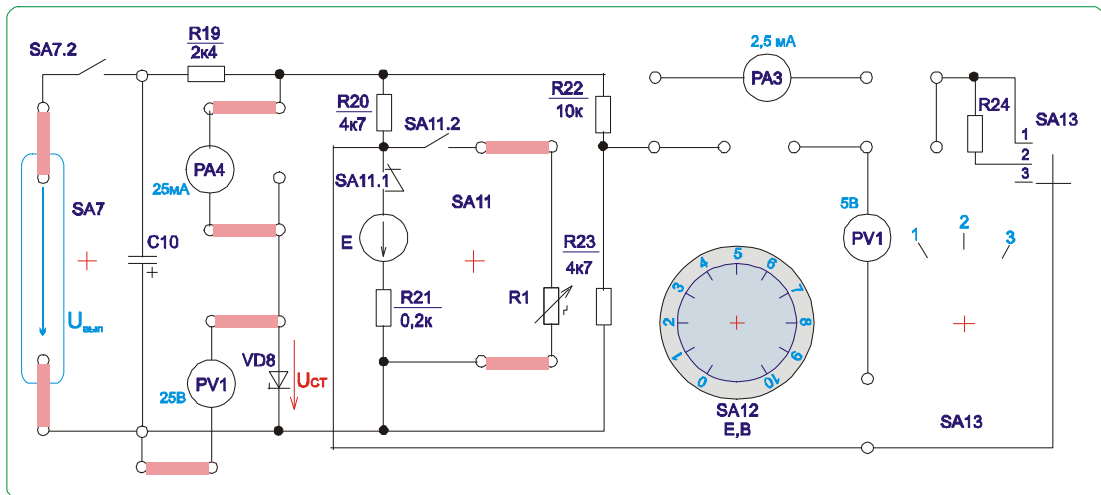 SA7.2
R19
2к4
2,5 мА
PA3
R20
4к7
SA11.2
R22
10к
R24
SA13
1
2
3
PA4
25мА
SA11.1
SA11
SA7
C10
+
E
R23
4к7
5В
PV1
1
2
3
Uвып
R21
0,2к
R1
VD8
UСТ
PV1
25В
0
1
2
3
4
5
6
7
8
9
10
SA12
E,В
SA13